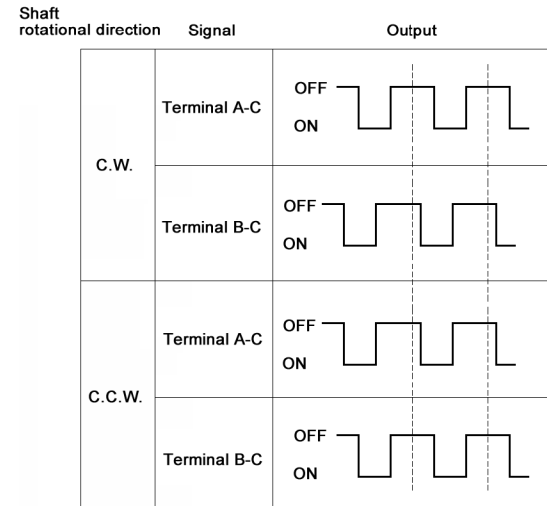 Shaft
rotational direction Signal Output
OFF
Terminal A-C
ON
C.W.
OFF
Terminal B-C
ON
OFF
Terminal A-C
ON
C.C.W.
OFF
Terminal B-C
ON